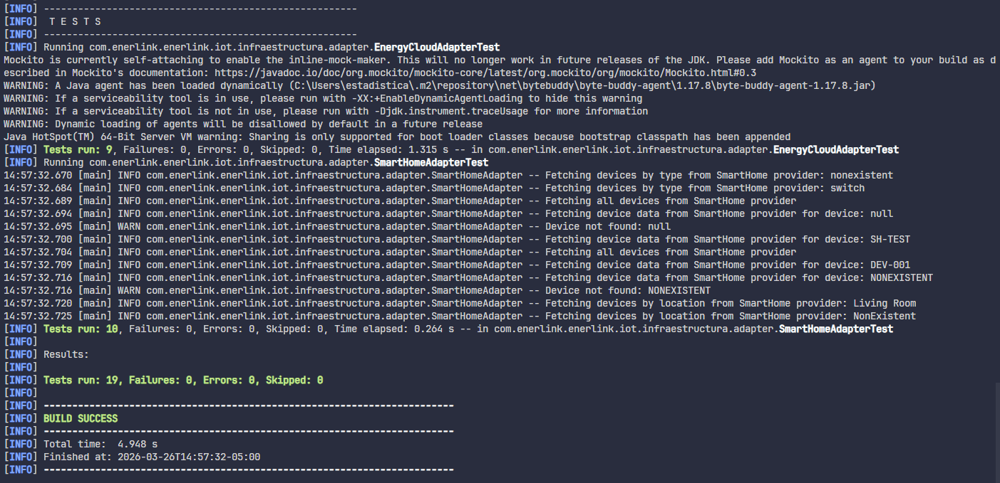 [INFO] -------------------------------------------------------
[INFO]  T E S T S
[INFO] -------------------------------------------------------
[INFO] Running com.enerlink.enerlink.iot.infraestructura.adapter.EnergyCloudAdapterTest
Mockito is currently self-attaching to enable the inline-mock-maker. This will no longer work in future releases of the JDK. Please add Mockito as an agent to your build as d
escribed in Mockito's documentation: https://javadoc.io/doc/org.mockito/mockito-core/latest/org.mockito/org/mockito/Mockito.html#0.3
WARNING: A Java agent has been loaded dynamically (C:\Users\estadistica\.m2\repository\net\bytebuddy\byte-buddy-agent\1.17.8\byte-buddy-agent-1.17.8.jar)
WARNING: If a serviceability tool is in use, please run with -XX:+EnableDynamicAgentLoading to hide this warning
WARNING: If a serviceability tool is not in use, please run with -Djdk.instrument.traceUsage for more information
WARNING: Dynamic loading of agents will be disallowed by default in a future release
Java HotSpot(TM) 64-Bit Server VM warning: Sharing is only supported for boot loader classes because bootstrap classpath has been appended
[INFO] Tests run: 9, Failures: 0, Errors: 0, Skipped: 0, Time elapsed: 1.315 s -- in com.enerlink.enerlink.iot.infraestructura.adapter.EnergyCloudAdapterTest
[INFO] Running com.enerlink.enerlink.iot.infraestructura.adapter.SmartHomeAdapterTest
14:57:32.670 [main] INFO com.enerlink.enerlink.iot.infraestructura.adapter.SmartHomeAdapter -- Fetching devices by type from SmartHome provider: nonexistent
14:57:32.684 [main] INFO com.enerlink.enerlink.iot.infraestructura.adapter.SmartHomeAdapter -- Fetching devices by type from SmartHome provider: switch
14:57:32.689 [main] INFO com.enerlink.enerlink.iot.infraestructura.adapter.SmartHomeAdapter -- Fetching all devices from SmartHome provider
14:57:32.694 [main] INFO com.enerlink.enerlink.iot.infraestructura.adapter.SmartHomeAdapter -- Fetching device data from SmartHome provider for device: null
14:57:32.695 [main] WARN com.enerlink.enerlink.iot.infraestructura.adapter.SmartHomeAdapter -- Device not found: null
14:57:32.700 [main] INFO com.enerlink.enerlink.iot.infraestructura.adapter.SmartHomeAdapter -- Fetching device data from SmartHome provider for device: SH-TEST
14:57:32.704 [main] INFO com.enerlink.enerlink.iot.infraestructura.adapter.SmartHomeAdapter -- Fetching all devices from SmartHome provider
14:57:32.709 [main] INFO com.enerlink.enerlink.iot.infraestructura.adapter.SmartHomeAdapter -- Fetching device data from SmartHome provider for device: DEV-001
14:57:32.716 [main] INFO com.enerlink.enerlink.iot.infraestructura.adapter.SmartHomeAdapter -- Fetching device data from SmartHome provider for device: NONEXISTENT
14:57:32.716 [main] WARN com.enerlink.enerlink.iot.infraestructura.adapter.SmartHomeAdapter -- Device not found: NONEXISTENT
14:57:32.720 [main] INFO com.enerlink.enerlink.iot.infraestructura.adapter.SmartHomeAdapter -- Fetching devices by location from SmartHome provider: Living Room
14:57:32.725 [main] INFO com.enerlink.enerlink.iot.infraestructura.adapter.SmartHomeAdapter -- Fetching devices by location from SmartHome provider: NonExistent
[INFO] Tests run: 10, Failures: 0, Errors: 0, Skipped: 0, Time elapsed: 0.264 s -- in com.enerlink.enerlink.iot.infraestructura.adapter.SmartHomeAdapterTest
[INFO]
[INFO] Results:
[INFO]
[INFO] Tests run: 19, Failures: 0, Errors: 0, Skipped: 0
[INFO]
[INFO] ------------------------------------------------------------------------
[INFO] BUILD SUCCESS
[INFO] ------------------------------------------------------------------------
[INFO] Total time:  4.948 s
[INFO] Finished at: 2026-03-26T14:57:32-05:00
[INFO] ------------------------------------------------------------------------